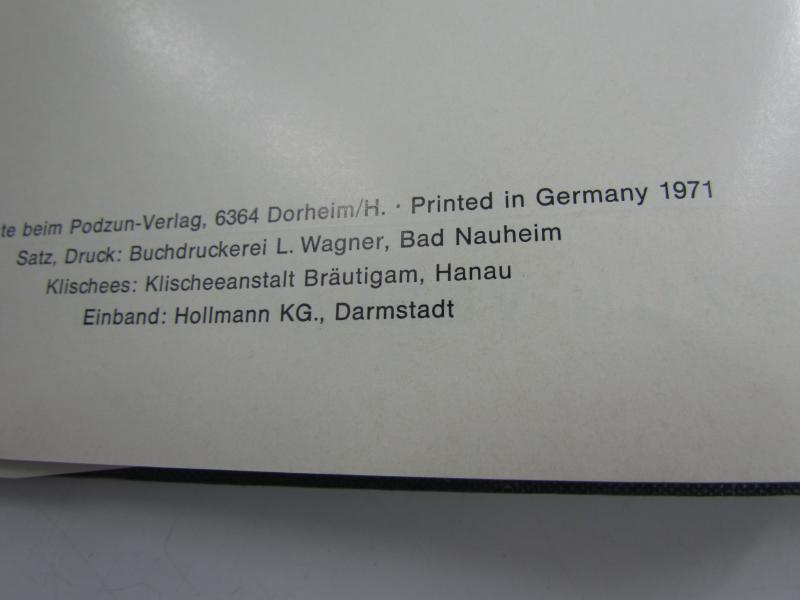 te beim Podzun-Verlag, 6364 Dorheim/H. · Printed in Germany 1971
Satz, Druck: Buchdruckerei L. Wagner, Bad Nauheim
Klischees: Klischeeanstalt Bräutigam, Hanau
Einband: Hollmann KG., Darmstadt